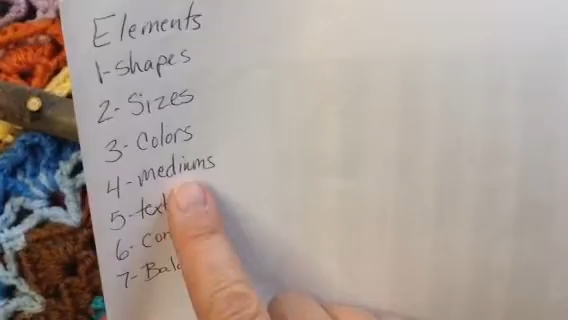 Elements
1-shapes
2-Sizes
3-Colors
4-mediums
5-
6-
7-